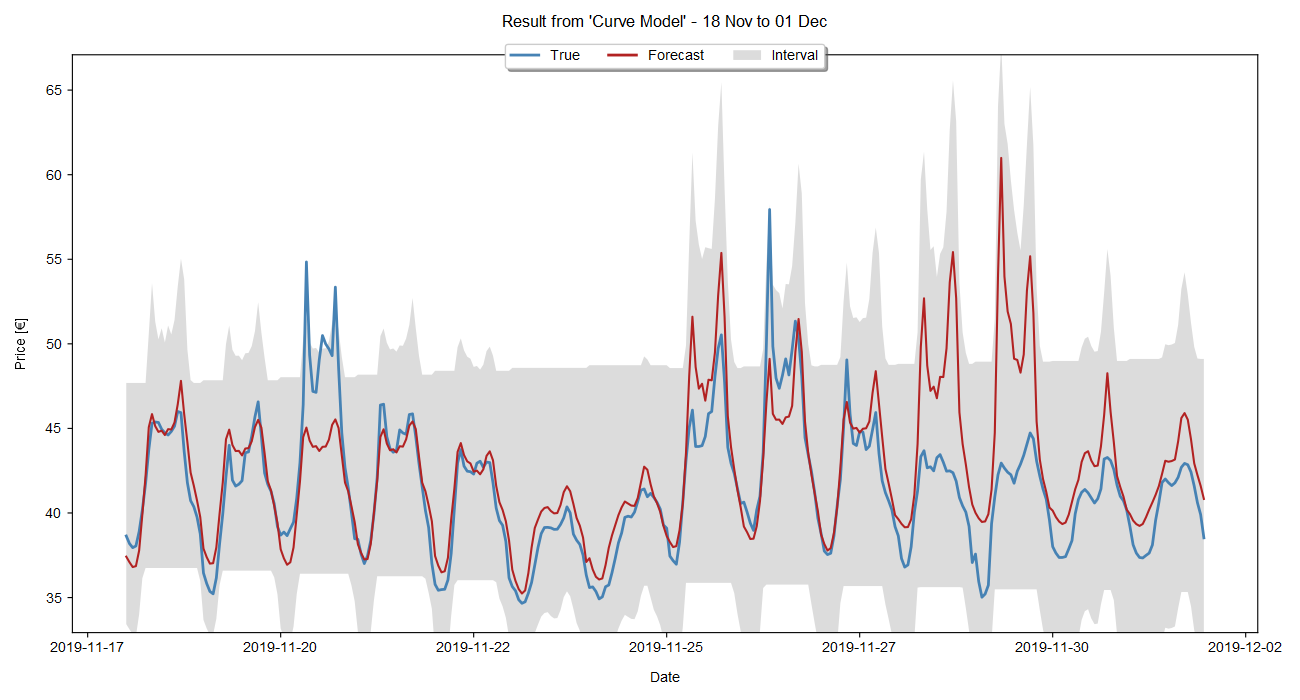 Result from 'Curve Model' - 18 Nov to 01 Dec
True Forecast Interval
65
60
55
50
45
40
35
Price [€]
2019-11-17 2019-11-20 2019-11-22 2019-11-25 2019-11-27 2019-11-30 2019-12-02
Date